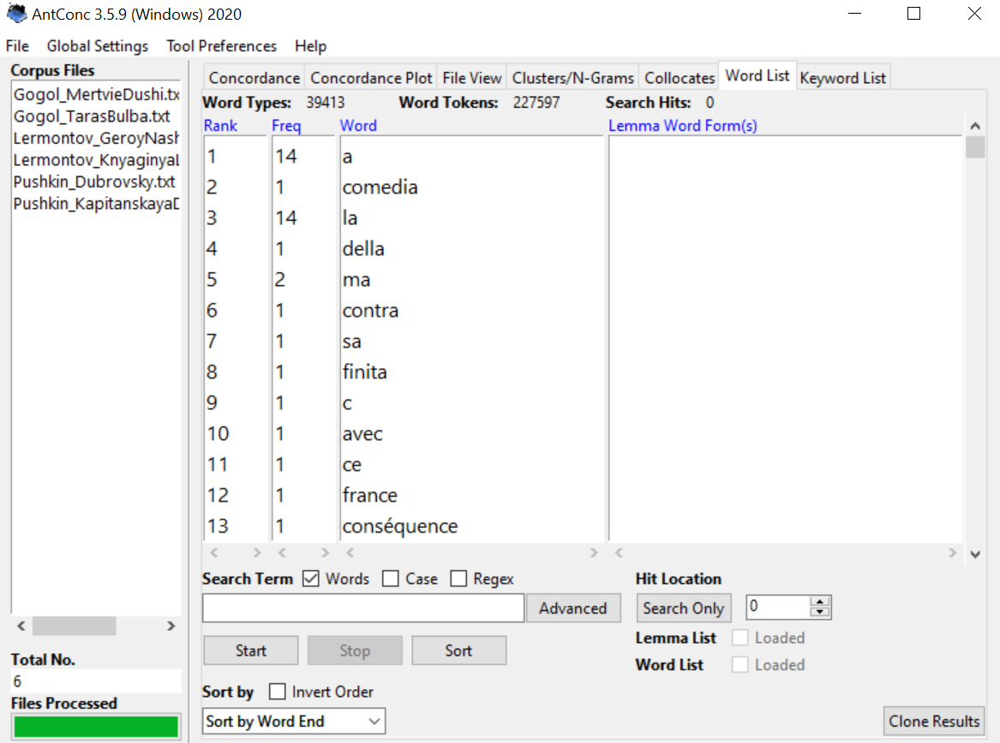 AntConc 3.5.9 (Windows) 2020
File Global Settings Tool Preferences Help
Corpus Files
Gogol_MertvieDushi.tx
Gogol_TarasBulba.txt
Lermontov_GeroyNash
Lermontov_KnyaginyaL
Pushkin_Dubrovsky.txt
Pushkin_KapitanskayaD
Total No.
6
Files Processed
Concordance Concordance Plot File View Clusters/N-Grams Collocates Word List Keyword List
Word Types: 39413 Word Tokens: 227597 Search Hits: 0
Rank Freq Word Lemma Word Form(s)
1 14 a
2 1 comedia
3 14 la
4 1 della
5 2 ma
6 1 contra
7 1 sa
8 1 finita
9 1 c
10 1 avec
11 1 ce
12 1 france
13 1 conséquence
Search Term Words Case Regex
Advanced
Start Stop Sort
Sort by Invert Order
Sort by Word End
Hit Location
Search Only 0
Lemma List Loaded
Word List Loaded
Clone Results